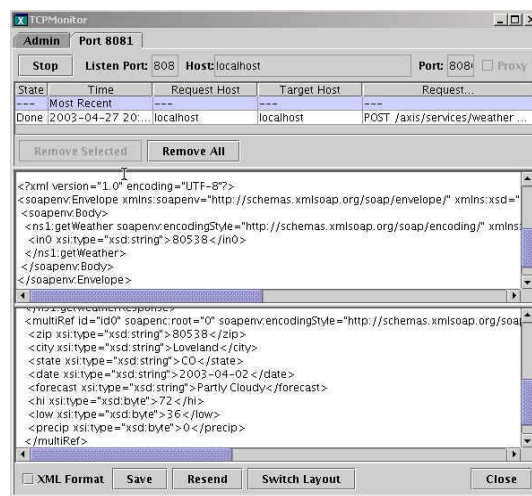 TCPMonitor
Admin Port 8081
Stop Listen Port: 808 Host: localhost Port: 808 Proxy
State Time Request Host Target Host Request...
--- Most Recent --- --- ---
Done 2003-04-27 20:... localhost localhost POST /axis/services/weather ...
Remove Selected Remove All
<?xml version="1.0" encoding="UTF-8"?>
<soapenv:Envelope xmlns:soapenv="http://schemas.xmlsoap.org/soap/envelope/" xmlns:xsd="
<soapenv:Body>
<ns1:getWeather soapenv:encodingStyle="http://schemas.xmlsoap.org/soap/encoding/" xmlns:
<in0 xsi:type="xsd:string">80538</in0>
</ns1:getWeather>
</soapenv:Body>
</soapenv:Envelope>
</ns1:getWeatherResponse>
<multiRef id="id0" soapenc:root="0" soapenv:encodingStyle="http://schemas.xmlsoap.org/soap
<zip xsi:type="xsd:string">80538</zip>
<city xsi:type="xsd:string">Loveland</city>
<state xsi:type="xsd:string">CO</state>
<date xsi:type="xsd:string">2003-04-02</date>
<forecast xsi:type="xsd:string">Partly Cloudy</forecast>
<hi xsi:type="xsd:byte">72</hi>
<low xsi:type="xsd:byte">36</low>
<precip xsi:type="xsd:byte">0</precip>
</multiRef>
XML Format Save Resend Switch Layout Close